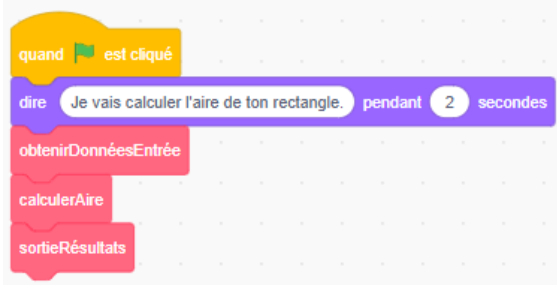 quand est cliqué
dire Je vais calculer l'aire de ton rectangle. pendant 2 secondes
obtenirDonnéesEntrée
calculerAire
sortieRésultats